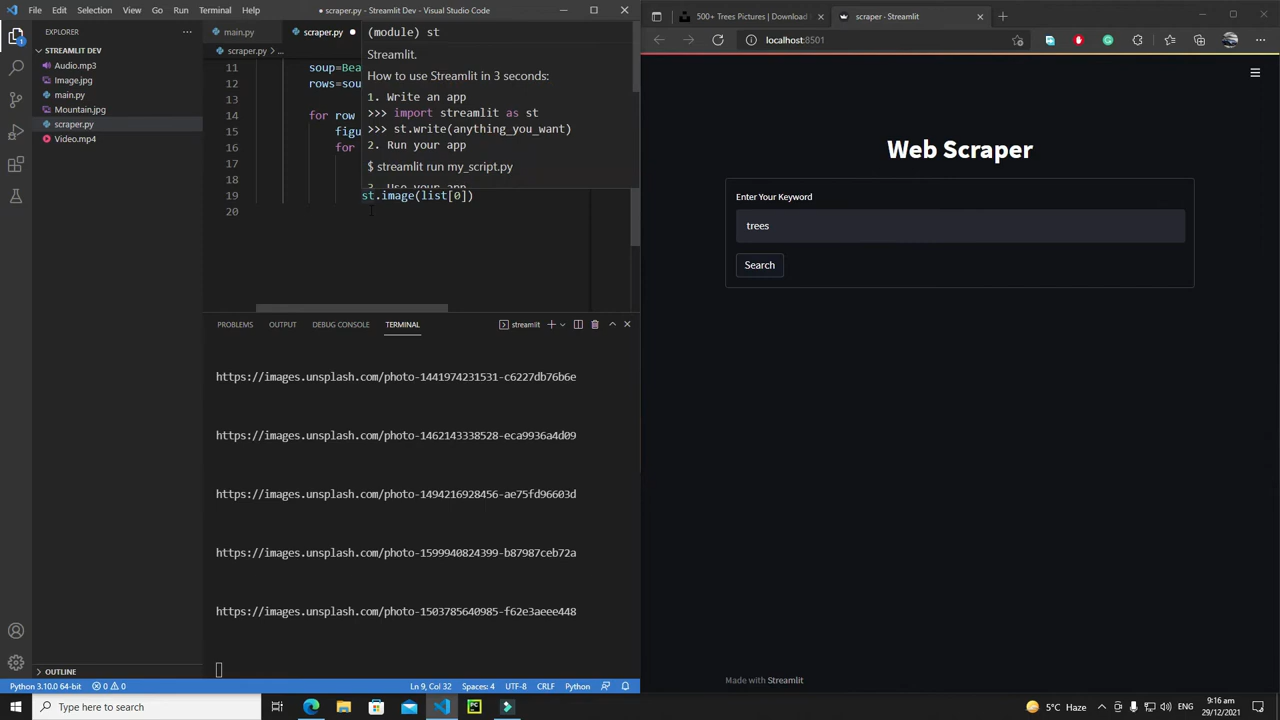 File Edit Selection View Go Run Terminal Help
● scraper.py - Streamlit Dev - Visual Studio Code
EXPLORER
STREAMLIT DEV
Audio.mp3
Image.jpg
main.py
Mountain.jpg
scraper.py
Video.mp4
OUTLINE
main.py
scraper.py ●
scraper.py > ...
(module) st
Streamlit.
How to use Streamlit in 3 seconds:
1. Write an app
>>> import streamlit as st
>>> st.write(anything_you_want)
2. Run your app
$ streamlit run my_script.py
3. Use your app
11 soup=Bea
12 rows=sou
13
14 for row
15 figu
16 for
17
18
19 st.image(list[0])
20
PROBLEMS OUTPUT DEBUG CONSOLE TERMINAL
streamlit
https://images.unsplash.com/photo-1441974231531-c6227db76b6e
https://images.unsplash.com/photo-1462143338528-eca9936a4d09
https://images.unsplash.com/photo-1494216928456-ae75fd96603d
https://images.unsplash.com/photo-1599940824399-b87987ceb72a
https://images.unsplash.com/photo-1503785640985-f62e3aeee448
Python 3.10.0 64-bit 0 0
Ln 9, Col 32 Spaces: 4 UTF-8 CRLF Python
500+ Trees Pictures | Download
scraper · Streamlit
localhost:8501
Web Scraper
Enter Your Keyword
trees
Search
Made with Streamlit
Type here to search
5°C Haze
ENG
9:16 am
29/12/2021